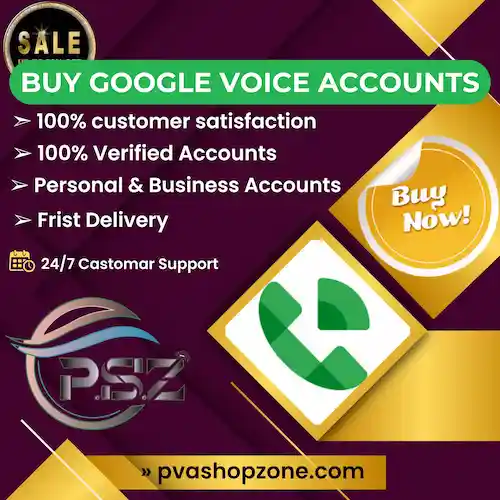 SALE
BUY GOOGLE VOICE ACCOUNTS
➢ 100% customer satisfaction
➢ 100% Verified Accounts
➢ Personal & Business Accounts
➢ Frist Delivery
Buy
Now!
24/7 Castomar Support
P.S.Z
» pvashopzone.com